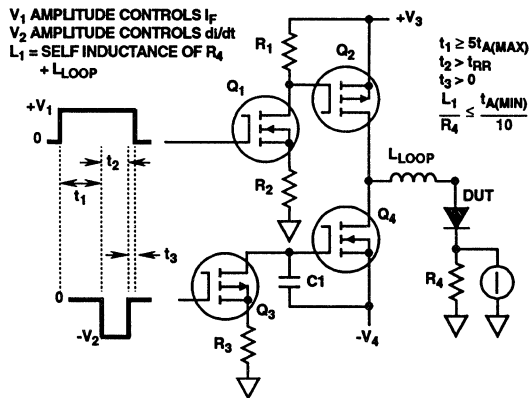 V1 AMPLITUDE CONTROLS IF
V2 AMPLITUDE CONTROLS di/dt
L1 = SELF INDUCTANCE OF R4
+ LLOOP
+V3
t1 ≥ 5tA(MAX)
t2 > tRR
t3 > 0
L1/R4 ≤ tA(MIN)/10
R1
Q2
Q1
+V1
0
t2
t1
t3
R2
LLOOP
DUT
Q4
R4
0
-V2
C1
Q3
R3
-V4